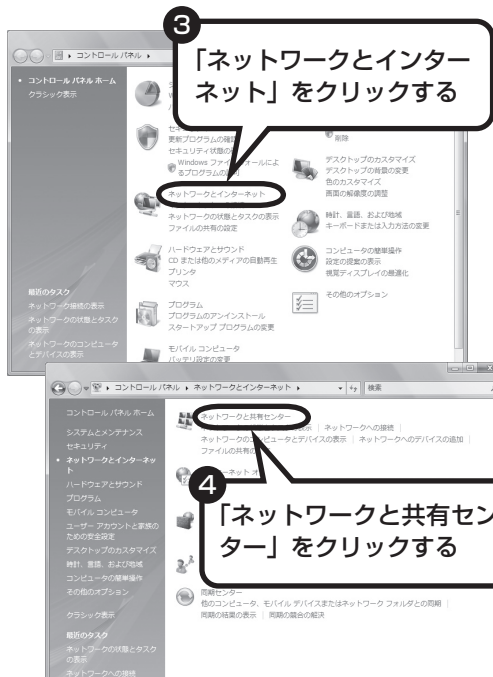 3
「ネットワークとインター
ネット」をクリックする
コントロール パネル
コントロール パネル ホーム
クラシック表示
セキ
更新プログラムの確認
セキュリティ状態の
Windows ファイ ォールによ
るプログラムの
ネットワークとインターネット
ネットワークの状態とタスクの表示
ファイルの共有の設定
ハードウェアとサウンド
CD または他のメディアの自動再生
プリンタ
マウス
プログラム
プログラムのアンインストール
スタートアップ プログラムの変更
モバイル コンピュータ
バッテリ設定の変更
削除
デスクトップのカスタマイズ
デスクトップの背景の変更
色のカスタマイズ
画面の解像度の調整
時計、言語、および地域
キーボードまたは入力方法の変更
コンピュータの簡単操作
設定の提案の表示
視覚ディスプレイの最適化
その他のオプション
最近のタスク
ネットワーク接続の表示
ネットワークの状態とタスク
の表示
ネットワークのコンピュータ
とデバイスの表示
コントロール パネル ネットワークとインターネット
検索
コントロール パネル ホーム
システムとメンテナンス
セキュリティ
ネットワークとインターネッ
ト
ハードウェアとサウンド
プログラム
モバイル コンピュータ
ユーザー アカウントと家族の
ための安全設定
デスクトップのカスタマイズ
時計、言語、および地域
コンピュータの簡単操作
その他のオプション
クラシック表示
最近のタスク
ネットワークの状態とタスク
の表示
ネットワークへの接続
ネットワークと共有センター
表示 | ネットワークへの接続 |
ネットワークのコンピュータとデバイスの表示 | ネットワークへのデバイスの追加 |
ファイルの共有の
ーネット オ
4
「ネットワークと共有セン
ター」をクリックする
同期センター
他のコンピュータ、モバイル デバイスまたはネットワーク フォルダとの同期 |
同期の結果の表示 | 同期の競合の解決